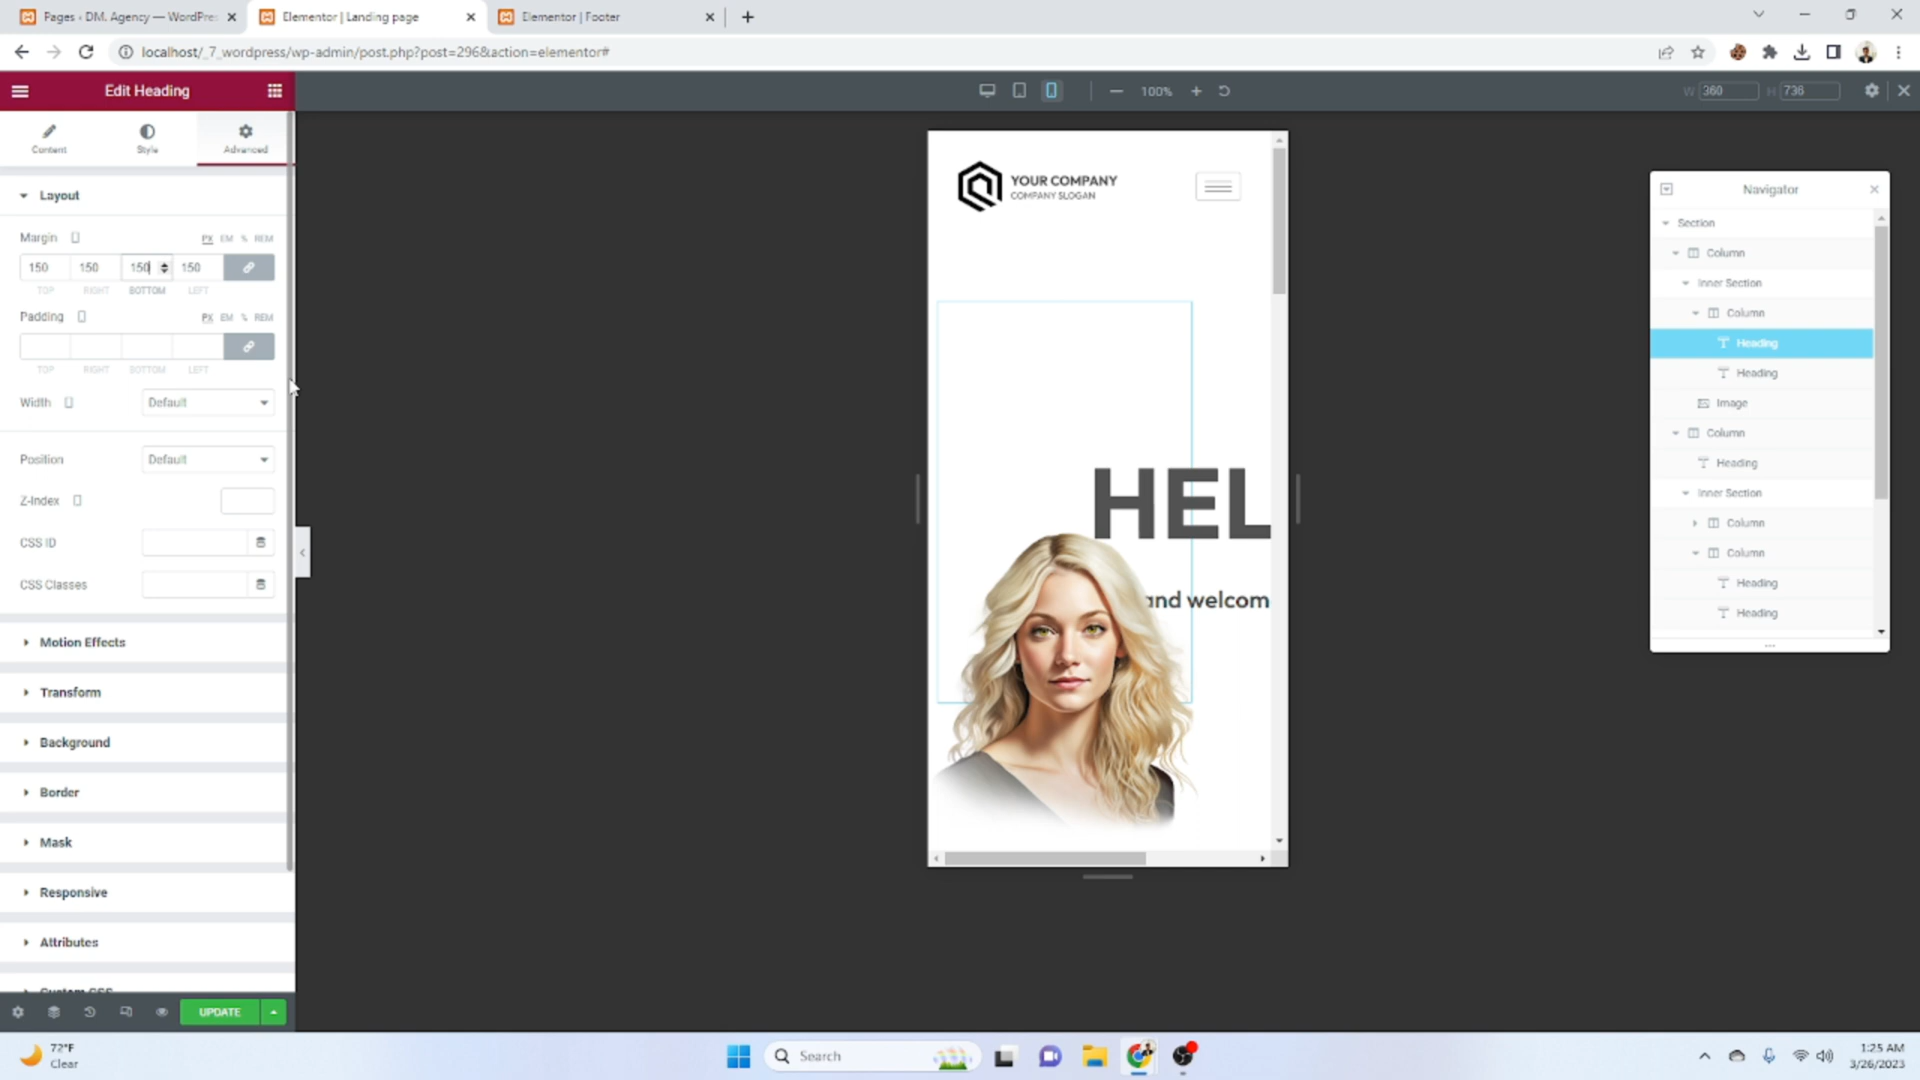 Pages ‹ DM. Agency — WordPre
Elementor | Landing page
Elementor | Footer
localhost/_7_wordpress/wp-admin/post.php?post=296&action=elementor#
Edit Heading
100%
W 360
H 736
Content
Style
Advanced
Layout
Margin
PX EM % REM
150 150 150 150
TOP RIGHT BOTTOM LEFT
Padding
PX EM % REM
TOP RIGHT BOTTOM LEFT
Width
Default
Position
Default
Z-Index
CSS ID
CSS Classes
Motion Effects
Transform
Background
Border
Mask
Responsive
Attributes
Custom CSS
UPDATE
YOUR COMPANY
COMPANY SLOGAN
HEL
and welcom
Navigator
Section
Column
Inner Section
Column
Heading
Heading
Image
Column
Heading
Inner Section
Column
Column
Heading
Heading
72°F
Clear
Search
1:25 AM
3/26/2023